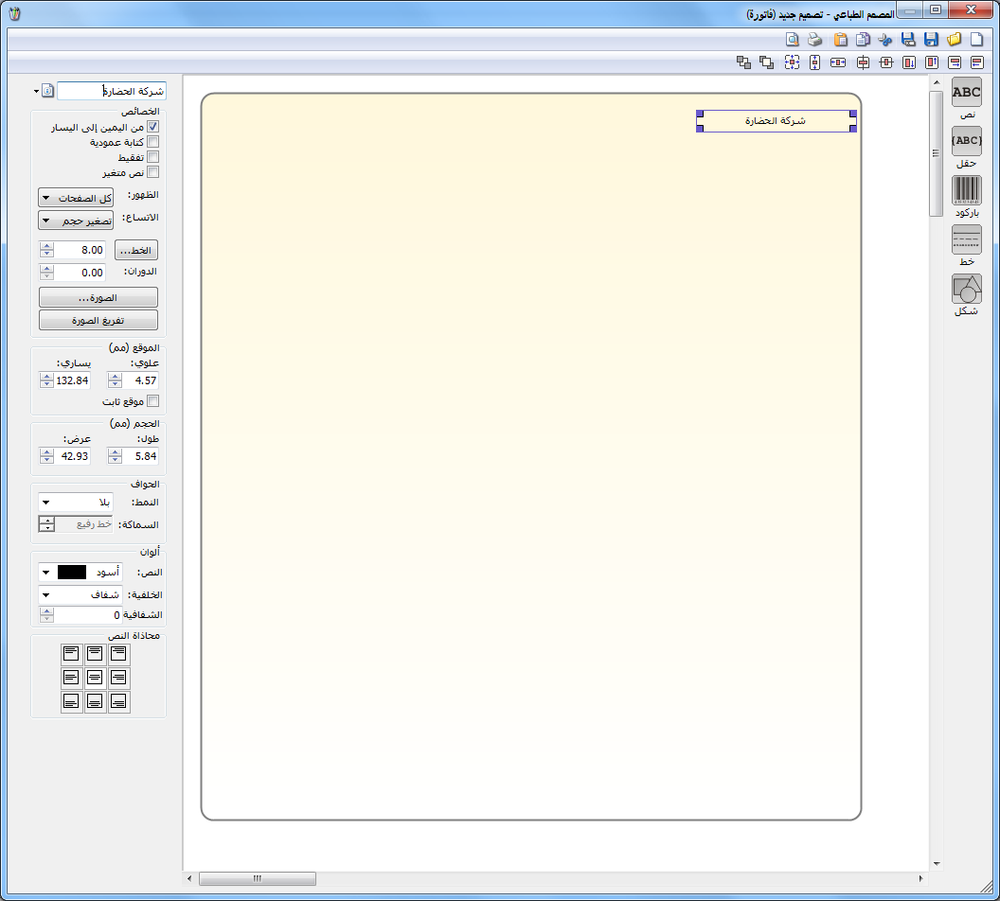 المصمم الطباعي - تصميم جديد (فاتورة)
ABC
نص
{ABC}
حقل
باركود
خط
شكل
شركة الحضارة
شركة الحضارة
الخصائص
من اليمين إلى اليسار
كتابة عمودية
تفقيط
نص متغير
الظهور: كل الصفحات
الاتساع: تصغير حجم
الخط... 8.00
الدوران: 0.00
الصورة...
تفريغ الصورة
الموقع (مم)
علوي: يساري:
4.57 132.84
موقع ثابت
الحجم (مم)
طول: عرض:
5.84 42.93
الحواف
النمط: بلا
السماكة: خط رفيع
ألوان
النص: أسود
الخلفية: شفاف
الشفافية 0
محاذاة النص